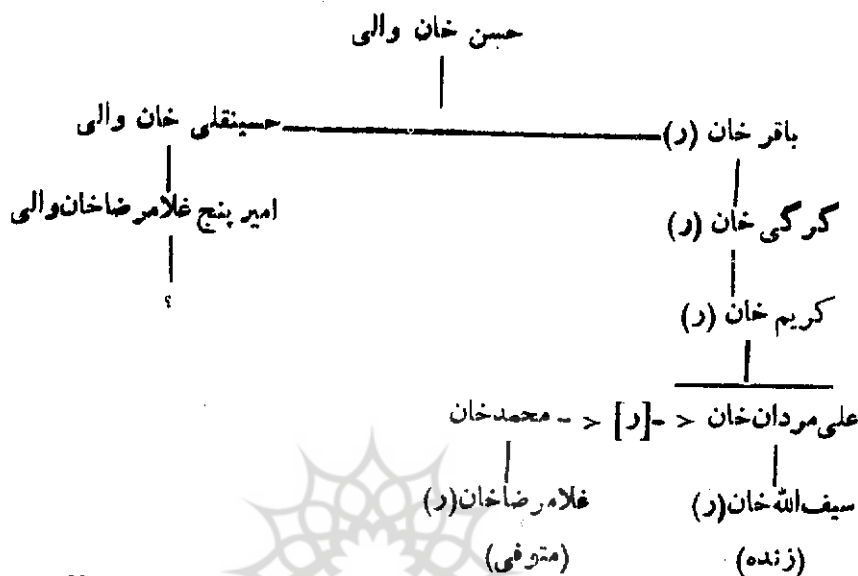 حسن خان والی
باقر خان (ر) حسینقلی خان والی
گرگی خان (ر) امیر پنج غلامرضاخان‌والی
کریم خان (ر) ؟
علی‌مردان‌خان < -[ر] < - محمدخان
سیف‌الله‌خان(ر) غلامرضاخان(ر)
(زنده) (متوفی)